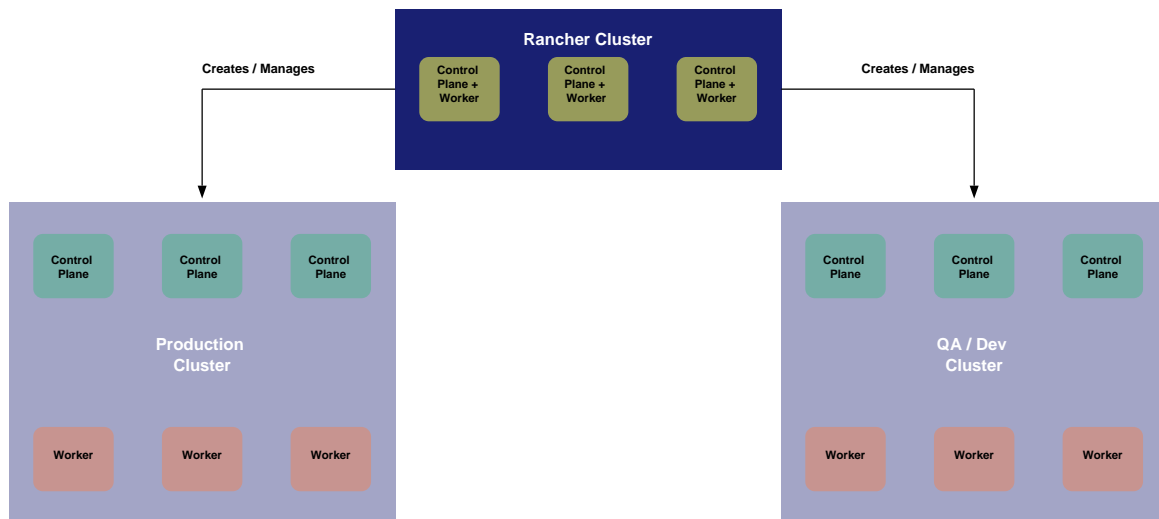 Rancher Cluster
Control
Plane +
Worker
Control
Plane +
Worker
Control
Plane +
Worker
Creates / Manages
Creates / Manages
Control
Plane
Control
Plane
Control
Plane
Production
Cluster
Worker
Worker
Worker
Control
Plane
Control
Plane
Control
Plane
QA / Dev
Cluster
Worker
Worker
Worker